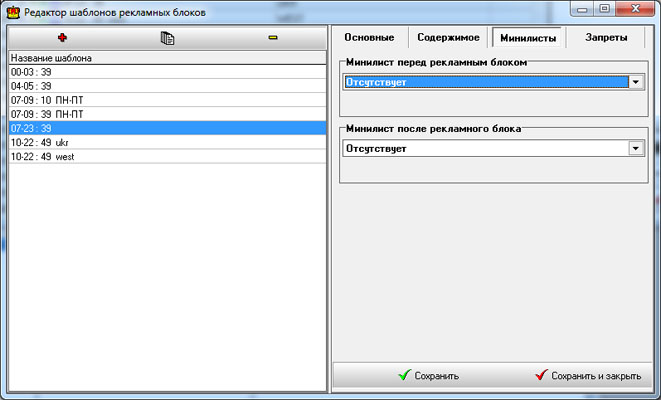 Редактор шаблонов рекламных блоков
Название шаблона
00-03 : 39
04-05 : 39
07-09 : 10 ПН-ПТ
07-09 : 39 ПН-ПТ
07-23 : 39
10-22 : 49 ukr
10-22 : 49 west
Основные Содержимое Минилисты Запреты
Минилист перед рекламным блоком
Отсутствует
Минилист после рекламного блока
Отсутствует
Сохранить Сохранить и закрыть